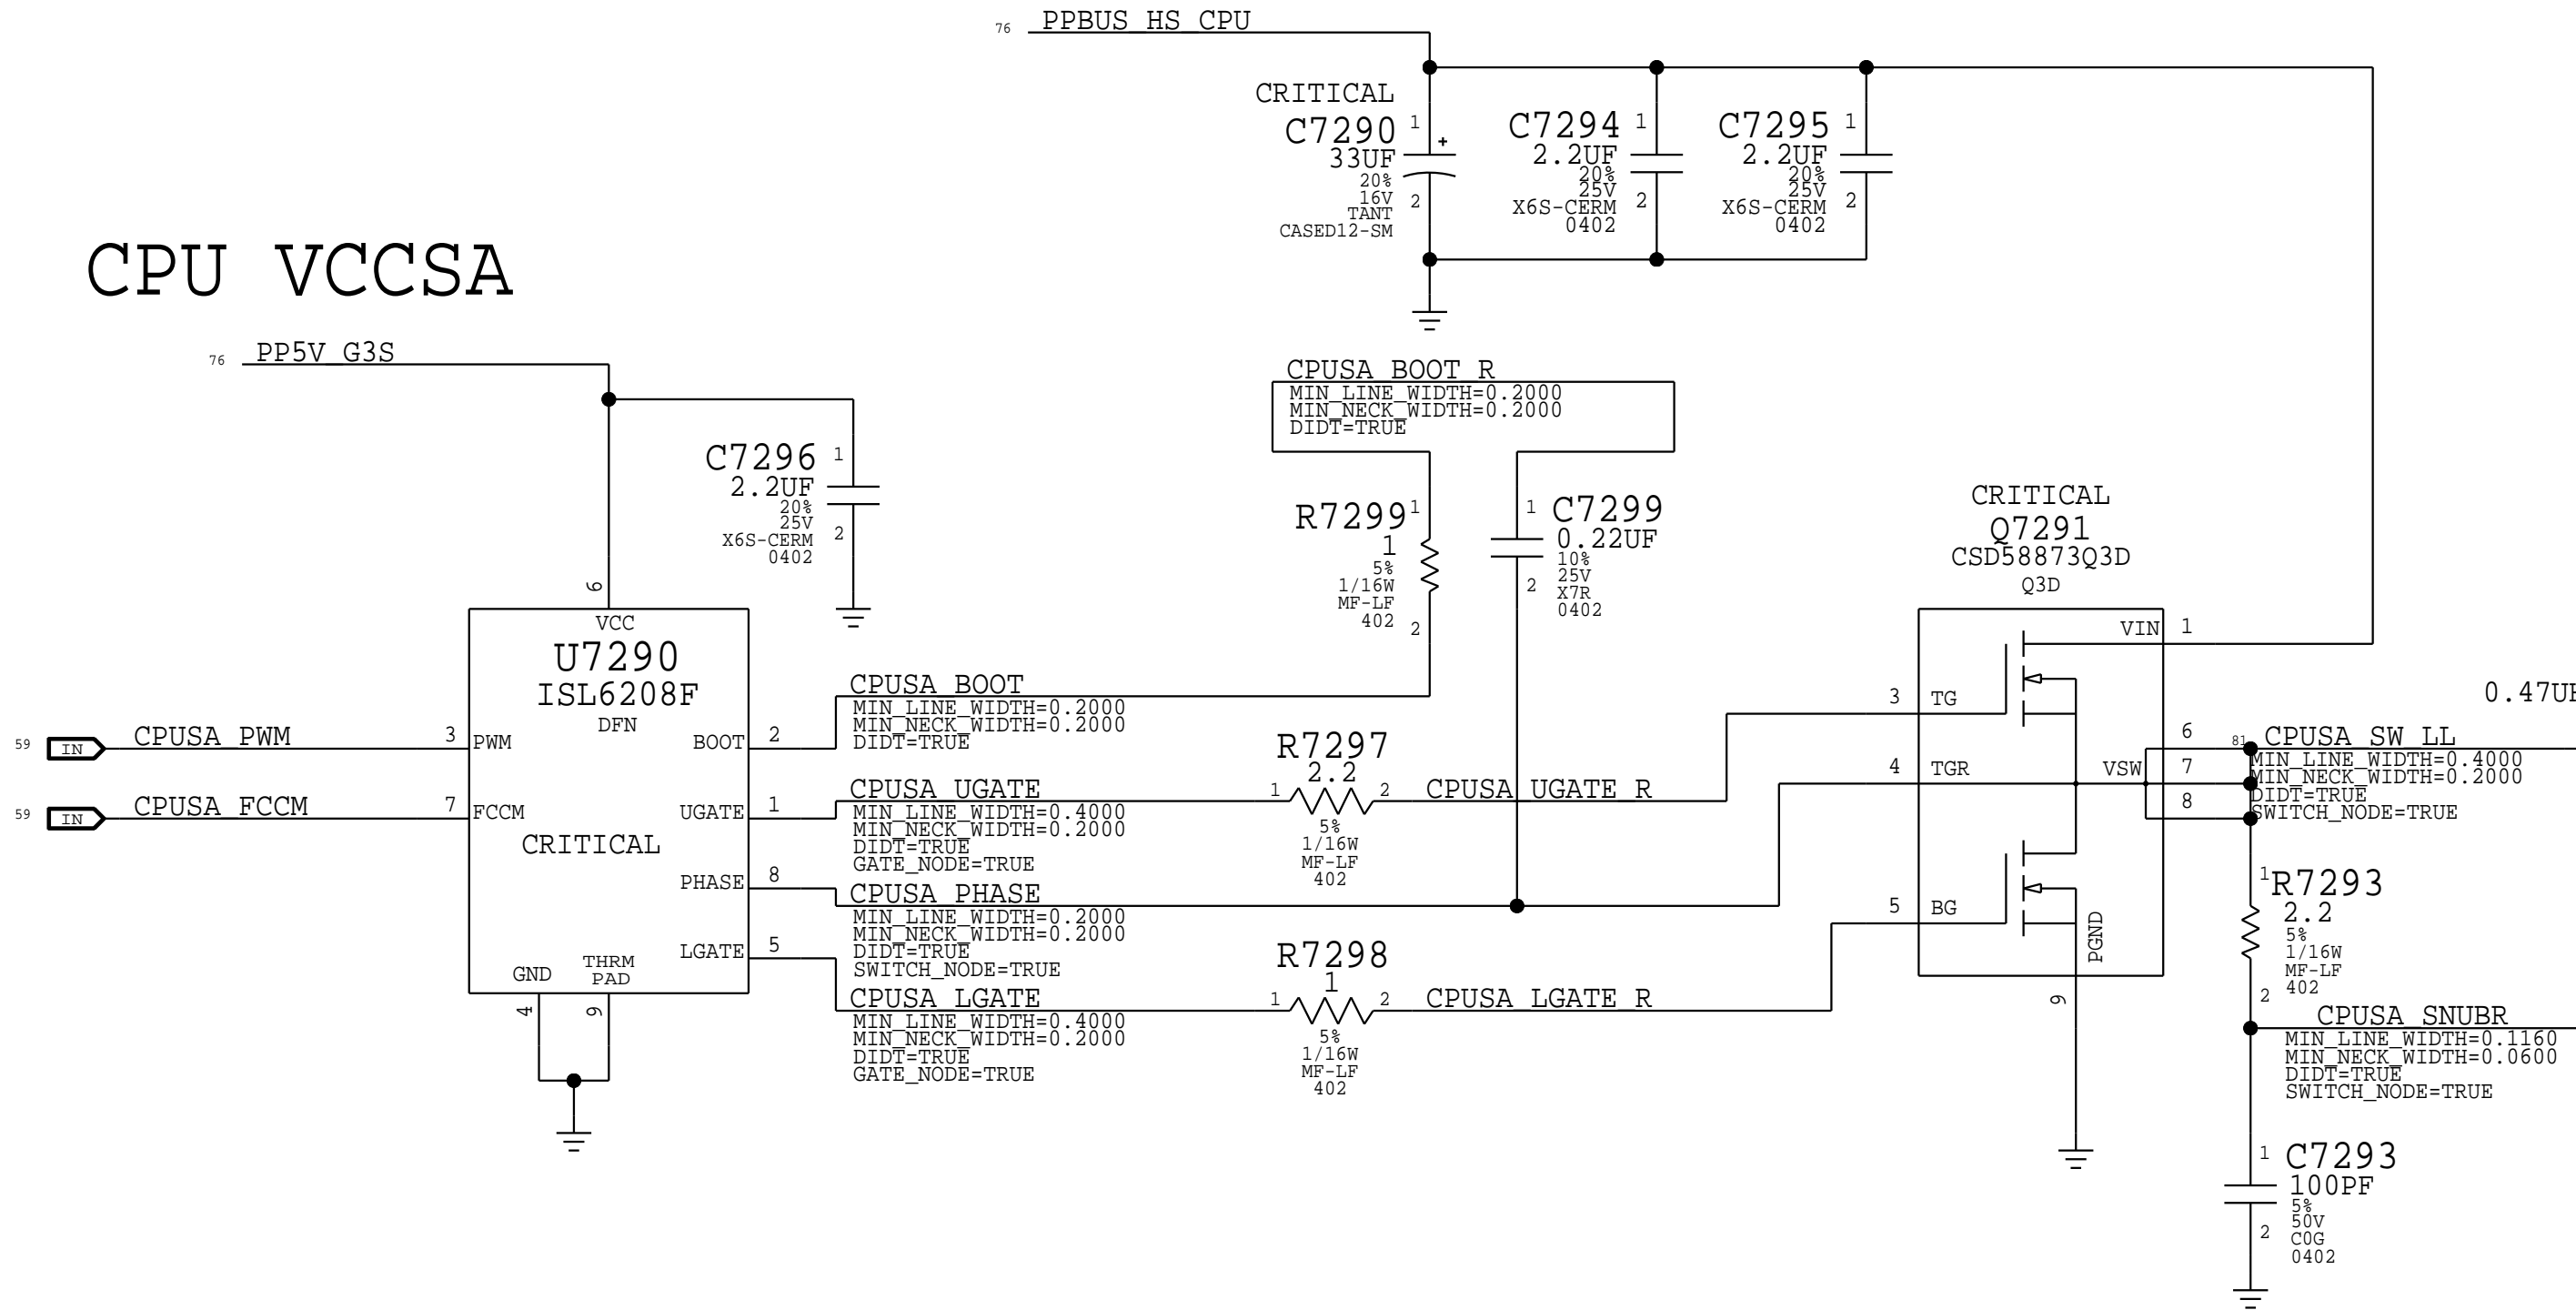 76 PPBUS_HS_CPU
CRITICAL
C7290
33UF
20%
16V
TANT
CASED12-SM
1
+
2
C7294
2.2UF
20%
25V
X6S-CERM
0402
1
2
C7295
2.2UF
20%
25V
X6S-CERM
0402
1
2
CPU VCCSA
76 PP5V_G3S
C7296
2.2UF
20%
25V
X6S-CERM
0402
1
2
CPUSA_BOOT_R
MIN_LINE_WIDTH=0.2000
MIN_NECK_WIDTH=0.2000
DIDT=TRUE
R7299
1
5%
1/16W
MF-LF
402
1
2
C7299
0.22UF
10%
25V
X7R
0402
1
2
CRITICAL
Q7291
CSD58873Q3D
Q3D
VIN 1
3 TG
4 TGR
5 BG
VSW
6
7
8
PGND
9
6
VCC
U7290
ISL6208F
DFN
CRITICAL
59 IN CPUSA_PWM 3 PWM
59 IN CPUSA_FCCM 7 FCCM
BOOT 2
UGATE 1
PHASE 8
LGATE 5
GND
THRM
PAD
4
9
CPUSA_BOOT
MIN_LINE_WIDTH=0.2000
MIN_NECK_WIDTH=0.2000
DIDT=TRUE
CPUSA_UGATE
MIN_LINE_WIDTH=0.4000
MIN_NECK_WIDTH=0.2000
DIDT=TRUE
GATE_NODE=TRUE
R7297
2.2
1 2
5%
1/16W
MF-LF
402
CPUSA_UGATE_R
CPUSA_PHASE
MIN_LINE_WIDTH=0.2000
MIN_NECK_WIDTH=0.2000
DIDT=TRUE
SWITCH_NODE=TRUE
CPUSA_LGATE
MIN_LINE_WIDTH=0.4000
MIN_NECK_WIDTH=0.2000
DIDT=TRUE
GATE_NODE=TRUE
R7298
1
1 2
5%
1/16W
MF-LF
402
CPUSA_LGATE_R
81 CPUSA_SW_LL
MIN_LINE_WIDTH=0.4000
MIN_NECK_WIDTH=0.2000
DIDT=TRUE
SWITCH_NODE=TRUE
R7293
2.2
5%
1/16W
MF-LF
402
1
2
CPUSA_SNUBR
MIN_LINE_WIDTH=0.1160
MIN_NECK_WIDTH=0.0600
DIDT=TRUE
SWITCH_NODE=TRUE
C7293
100PF
5%
50V
C0G
0402
1
2